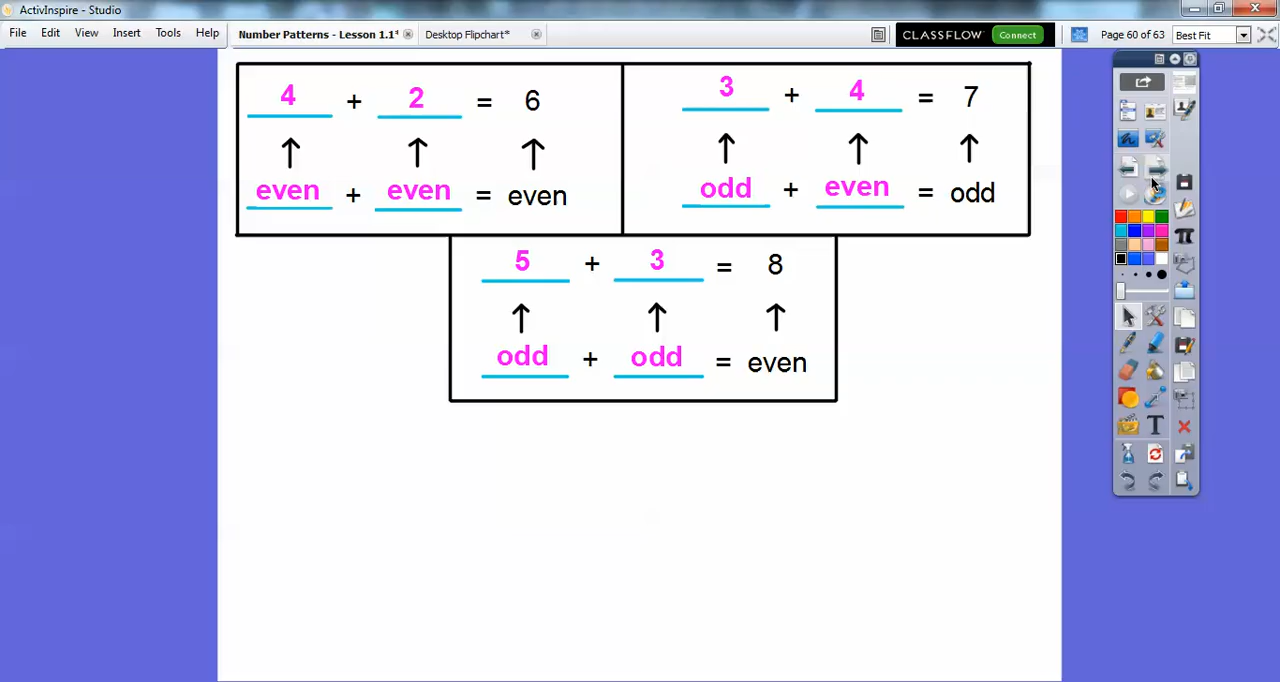 ActivInspire - Studio
File Edit View Insert Tools Help
Number Patterns - Lesson 1.1*
Desktop Flipchart*
CLASSFLOW Connect
Page 60 of 63
Best Fit
4 + 2 = 6
even + even = even
3 + 4 = 7
odd + even = odd
5 + 3 = 8
odd + odd = even